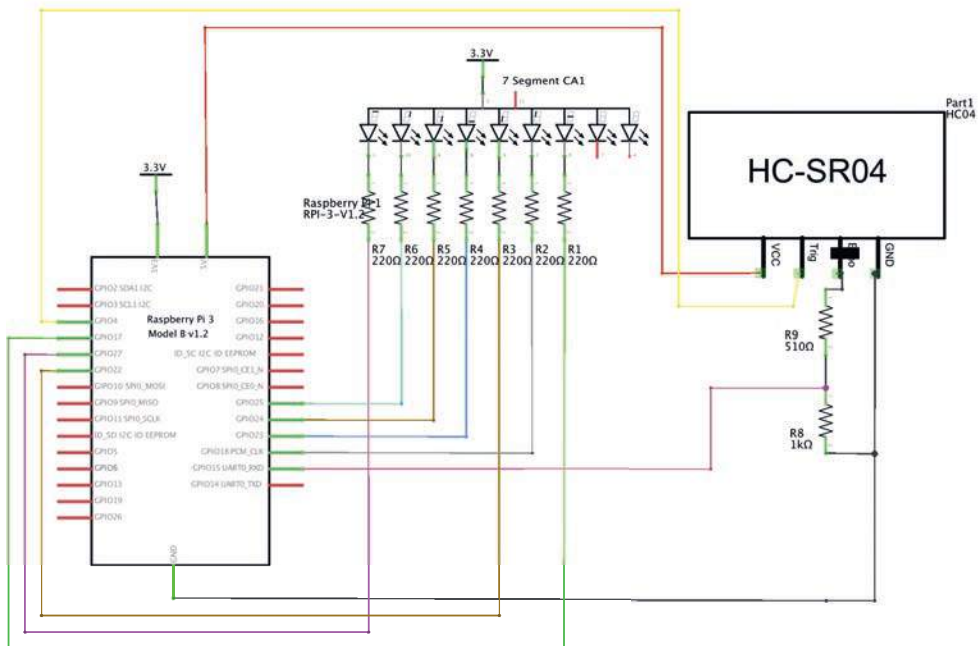 3.3V
7 Segment CA1
Part1
HC04
HC-SR04
VCC
Trig
GND
3.3V
Raspberry Pi 1
RPI-3-V1.2
R7
220Ω
R6
220Ω
R5
220Ω
R4
220Ω
R3
220Ω
R2
220Ω
R1
220Ω
R9
510Ω
R8
1kΩ
3V3
5V
Raspberry Pi 3
Model B v1.2
GPIO2 SDA1 I2C
GPIO3 SCL1 I2C
GPIO4
GPIO17
GPIO27
GPIO22
GPIO10 SPI0_MOSI
GPIO9 SPI0_MISO
GPIO11 SPI0_SCLK
ID_SD I2C ID EEPROM
GPIO5
GPIO6
GPIO13
GPIO19
GPIO26
GPIO21
GPIO20
GPIO16
GPIO12
ID_SC I2C ID EEPROM
GPIO7 SPI0_CE1_N
GPIO8 SPI0_CE0_N
GPIO25
GPIO24
GPIO23
GPIO18 PCM_CLK
GPIO15 UART0_RXD
GPIO14 UART0_TXD
GND